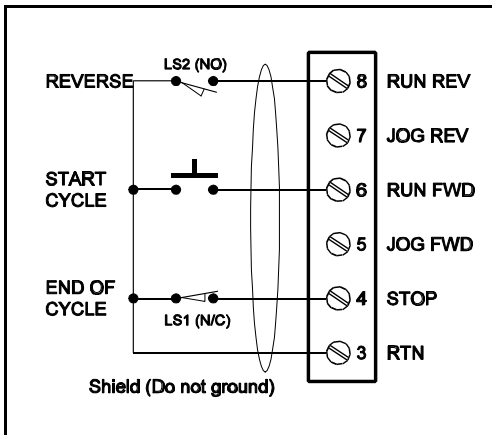 LS2 (NO)
REVERSE
8 RUN REV
7 JOG REV
START
CYCLE
6 RUN FWD
5 JOG FWD
END OF
CYCLE
4 STOP
LS1 (N/C)
3 RTN
Shield (Do not ground)